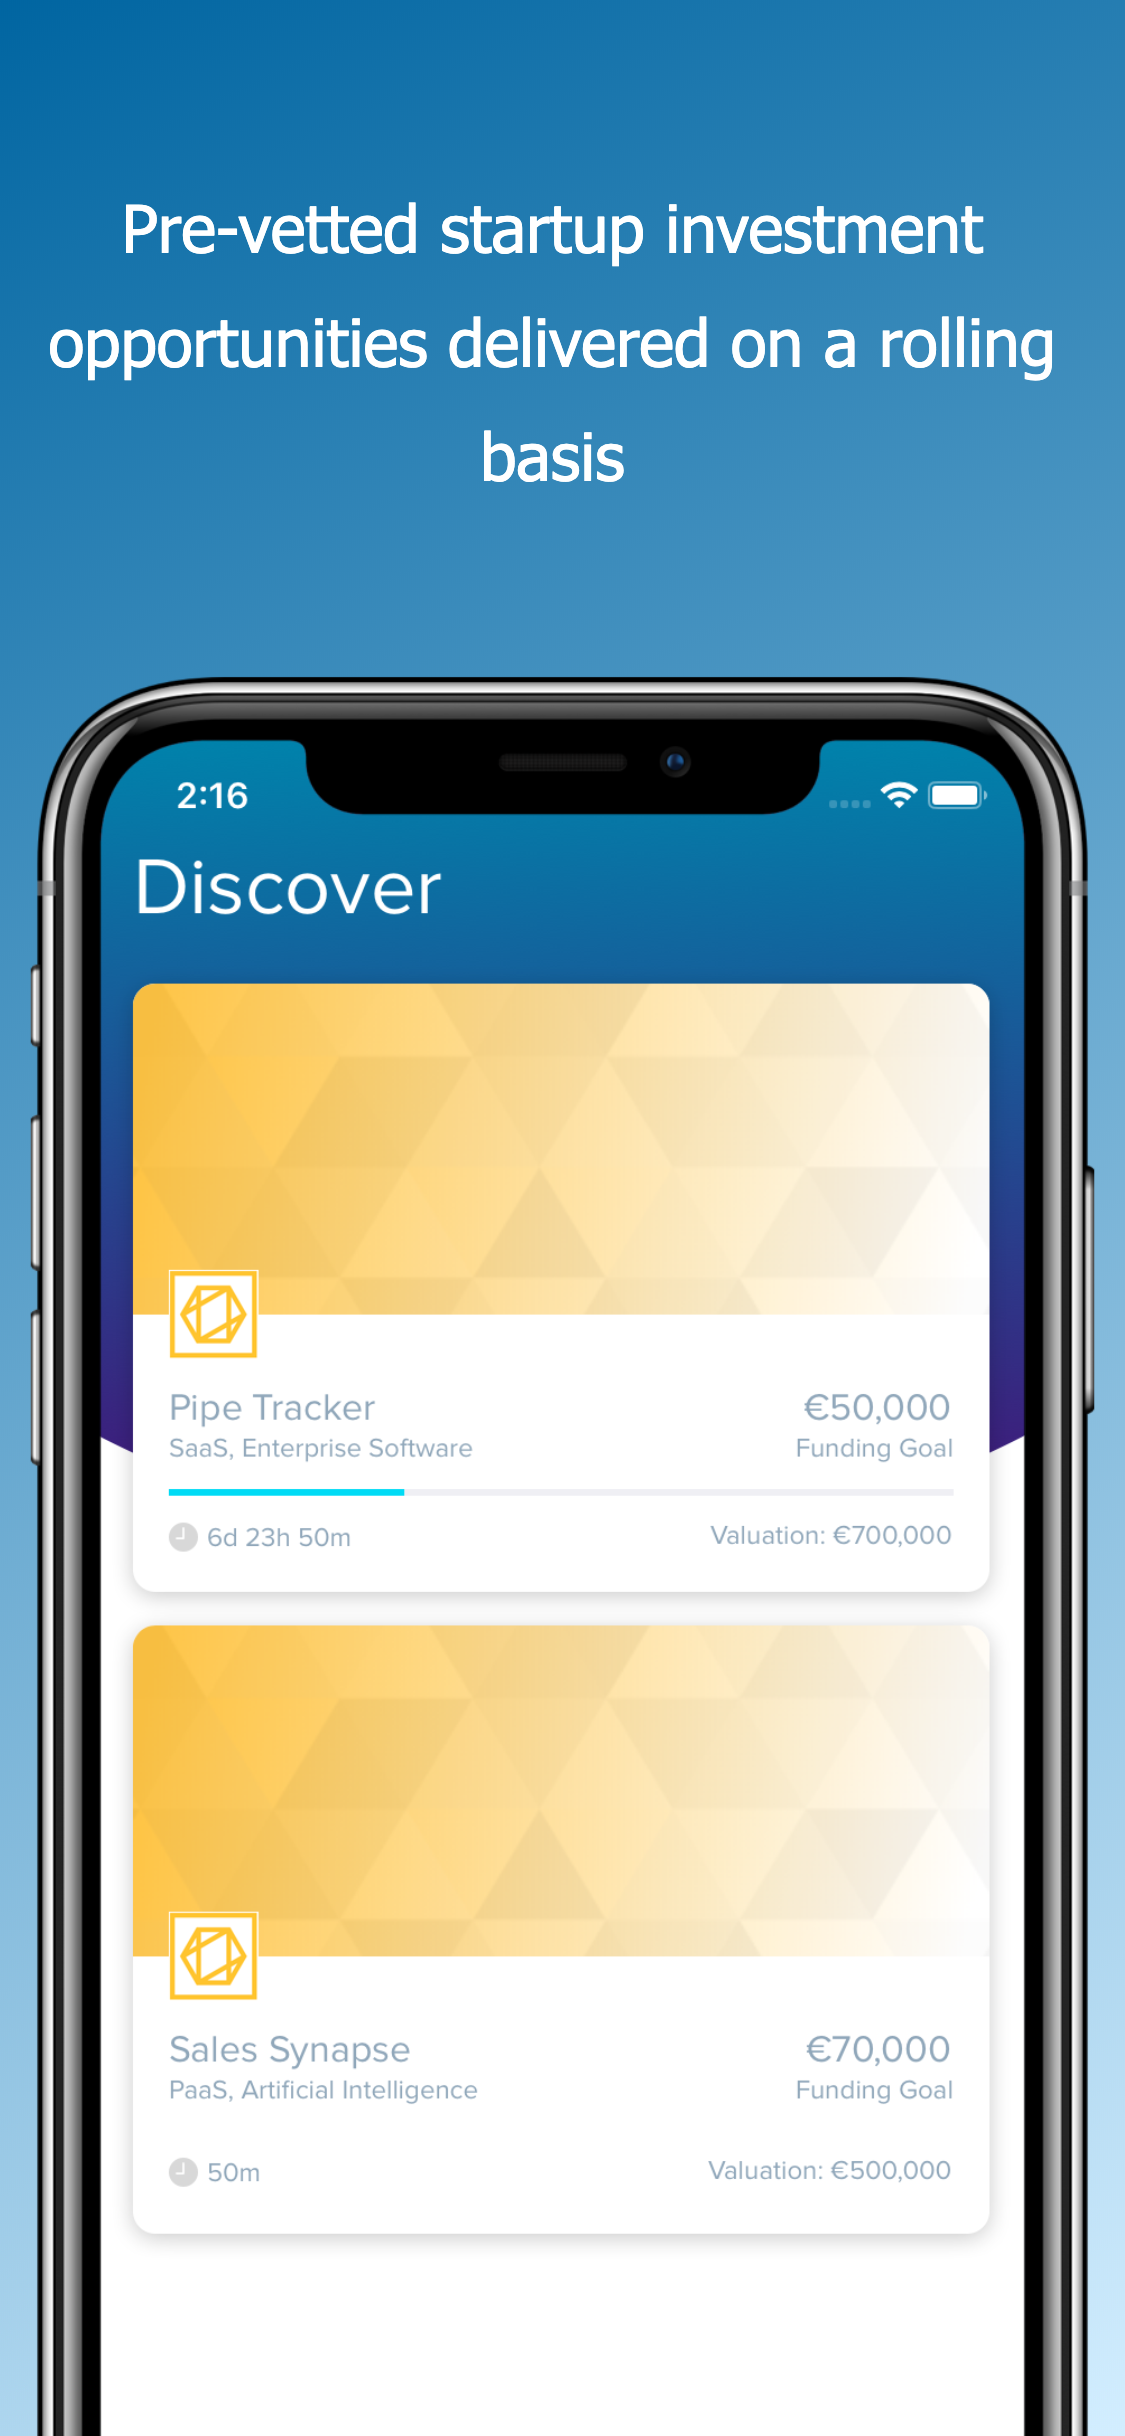 Pre-vetted startup investment
opportunities delivered on a rolling
basis
2:16
Discover
Pipe Tracker
€50,000
SaaS, Enterprise Software
Funding Goal
6d 23h 50m
Valuation: €700,000
Sales Synapse
€70,000
PaaS, Artificial Intelligence
Funding Goal
50m
Valuation: €500,000